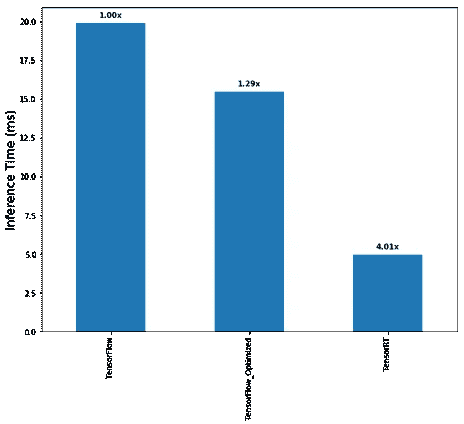 Inference Time (ms)
20.0
17.5
15.0
12.5
10.0
7.5
5.0
2.5
0.0
1.00x
1.29x
4.01x
TensorFlow
TensorFlow_Optimized
TensorRT